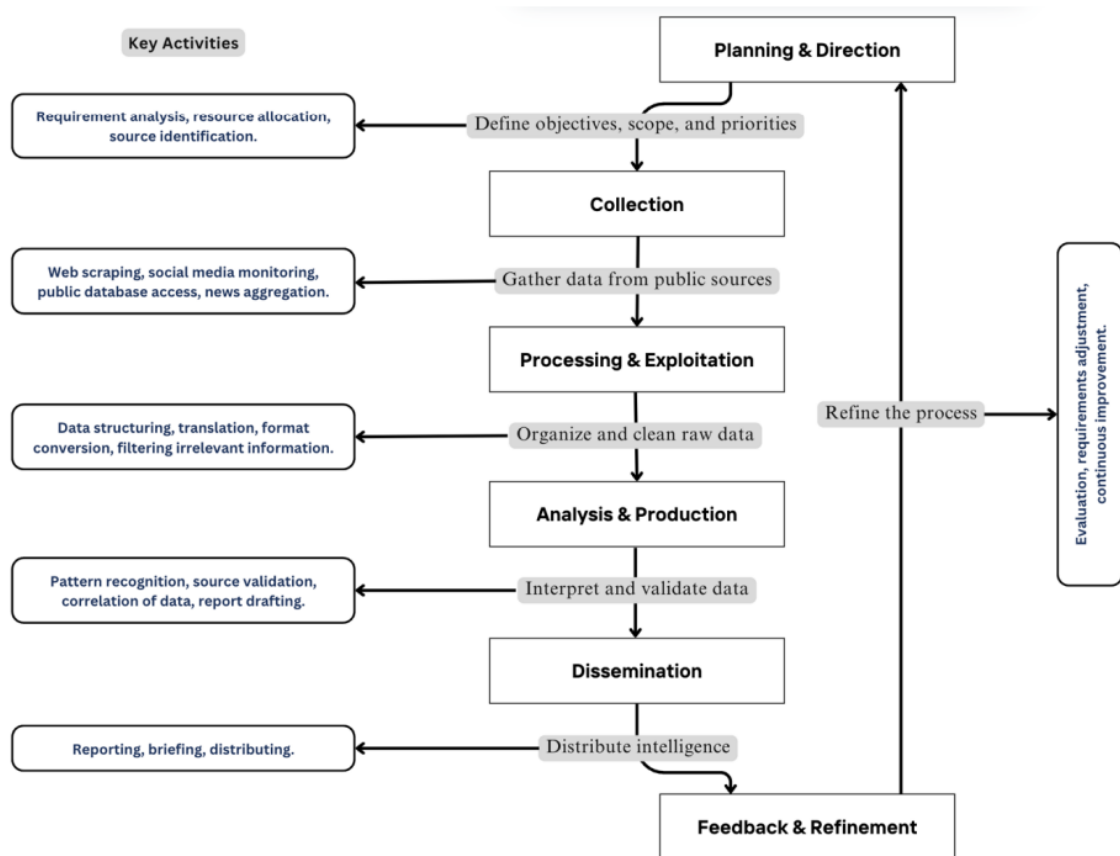 Key Activities
Planning & Direction
Requirement analysis, resource allocation,
source identification.
Define objectives, scope, and priorities
Collection
Web scraping, social media monitoring,
public database access, news aggregation.
Gather data from public sources
Processing & Exploitation
Data structuring, translation, format
conversion, filtering irrelevant information.
Organize and clean raw data
Analysis & Production
Pattern recognition, source validation,
correlation of data, report drafting.
Interpret and validate data
Dissemination
Reporting, briefing, distributing.
Distribute intelligence
Feedback & Refinement
Refine the process
Evaluation, requirements adjustment,
continuous improvement.